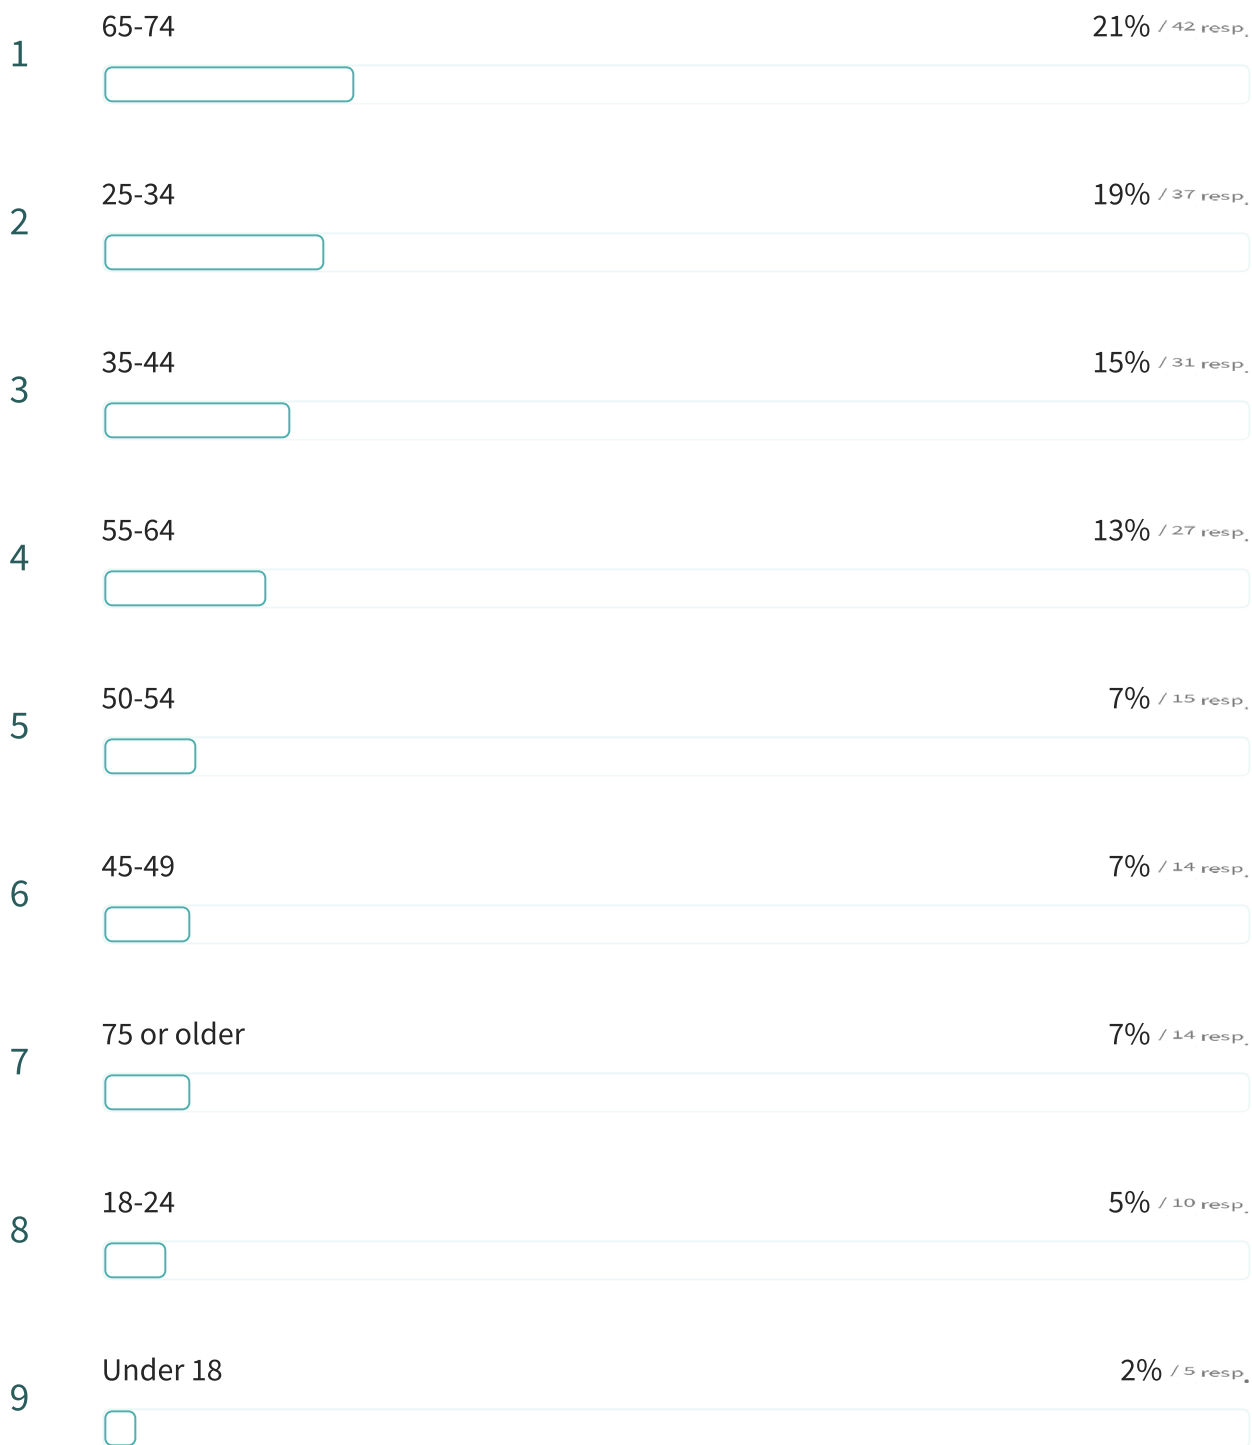 65-74 21% / 42 resp.
1
25-34 19% / 37 resp.
2
35-44 15% / 31 resp.
3
55-64 13% / 27 resp.
4
50-54 7% / 15 resp.
5
45-49 7% / 14 resp.
6
75 or older 7% / 14 resp.
7
18-24 5% / 10 resp.
8
Under 18 2% / 5 resp.
9